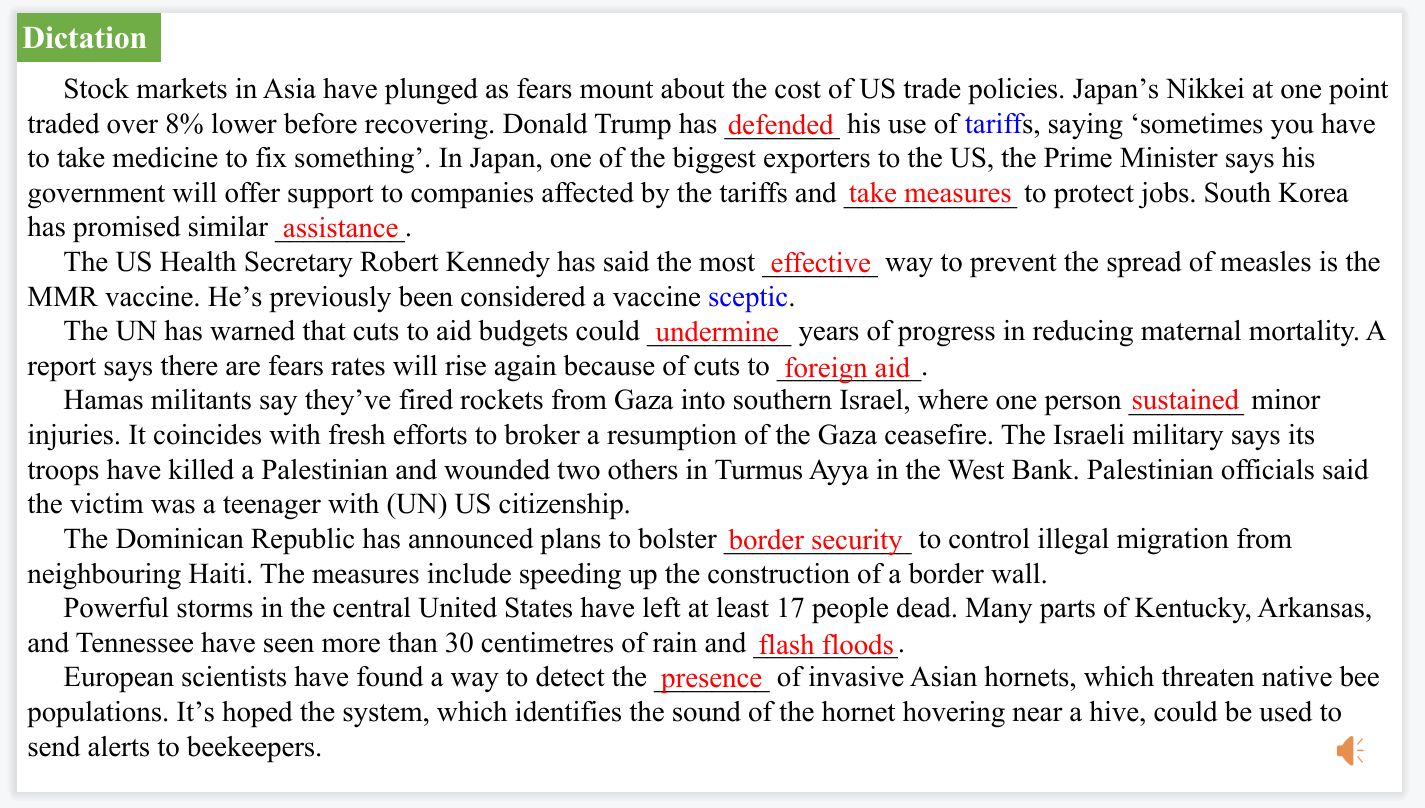 Dictation
Stock markets in Asia have plunged as fears mount about the cost of US trade policies. Japan’s Nikkei at one point
traded over 8% lower before recovering. Donald Trump has defended his use of tariffs, saying ‘sometimes you have
to take medicine to fix something’. In Japan, one of the biggest exporters to the US, the Prime Minister says his
government will offer support to companies affected by the tariffs and take measures to protect jobs. South Korea
has promised similar assistance.
The US Health Secretary Robert Kennedy has said the most effective way to prevent the spread of measles is the
MMR vaccine. He’s previously been considered a vaccine sceptic.
The UN has warned that cuts to aid budgets could undermine years of progress in reducing maternal mortality. A
report says there are fears rates will rise again because of cuts to foreign aid.
Hamas militants say they’ve fired rockets from Gaza into southern Israel, where one person sustained minor
injuries. It coincides with fresh efforts to broker a resumption of the Gaza ceasefire. The Israeli military says its
troops have killed a Palestinian and wounded two others in Turmus Ayya in the West Bank. Palestinian officials said
the victim was a teenager with (UN) US citizenship.
The Dominican Republic has announced plans to bolster border security to control illegal migration from
neighbouring Haiti. The measures include speeding up the construction of a border wall.
Powerful storms in the central United States have left at least 17 people dead. Many parts of Kentucky, Arkansas,
and Tennessee have seen more than 30 centimetres of rain and flash floods.
European scientists have found a way to detect the presence of invasive Asian hornets, which threaten native bee
populations. It’s hoped the system, which identifies the sound of the hornet hovering near a hive, could be used to
send alerts to beekeepers.